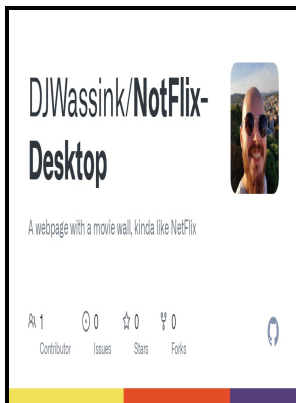 DJWassink/NotFlix-
Desktop
A webpage with a movie wall, kinda like NetFlix
1 0 0 0
Contributor Issues Stars Forks